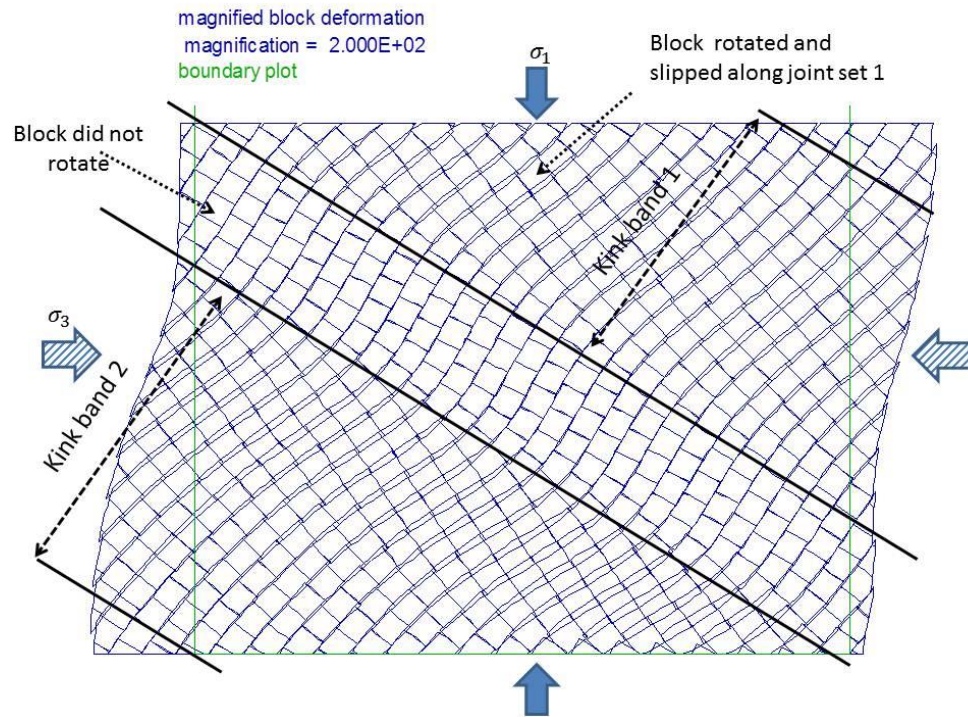 magnified block deformation
magnification = 2.000E+02
boundary plot
σ₁
Block rotated and
slipped along joint set 1
Block did not
rotate
Kink band 1
σ₃
Kink band 2